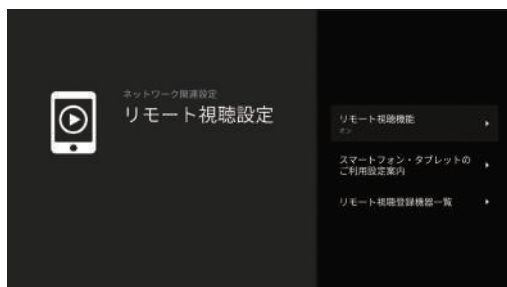 ネットワーク関連設定
リモート視聴設定
リモート視聴機能
オン
スマートフォン・タブレットの
ご利用設定案内
リモート視聴登録機器一覧